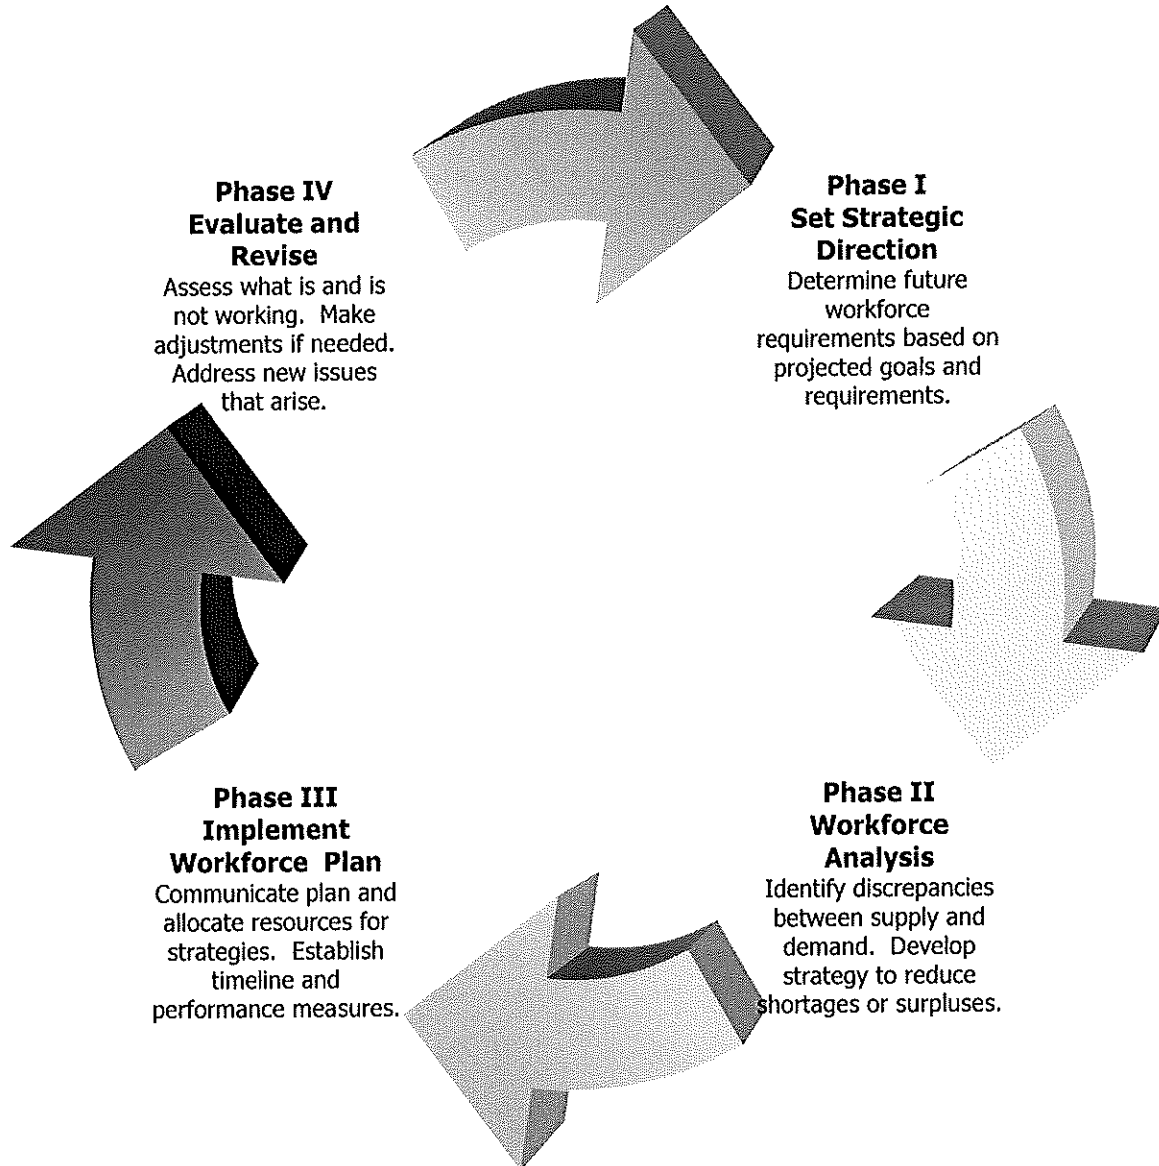 Phase IV
Evaluate and
Revise
Assess what is and is
not working.  Make
adjustments if needed.
Address new issues
that arise.
Phase I
Set Strategic
Direction
Determine future
workforce
requirements based on
projected goals and
requirements.
Phase III
Implement
Workforce  Plan
Communicate plan and
allocate resources for
strategies.  Establish
timeline and
performance measures.
Phase II
Workforce
Analysis
Identify discrepancies
between supply and
demand.  Develop
strategy to reduce
shortages or surpluses.